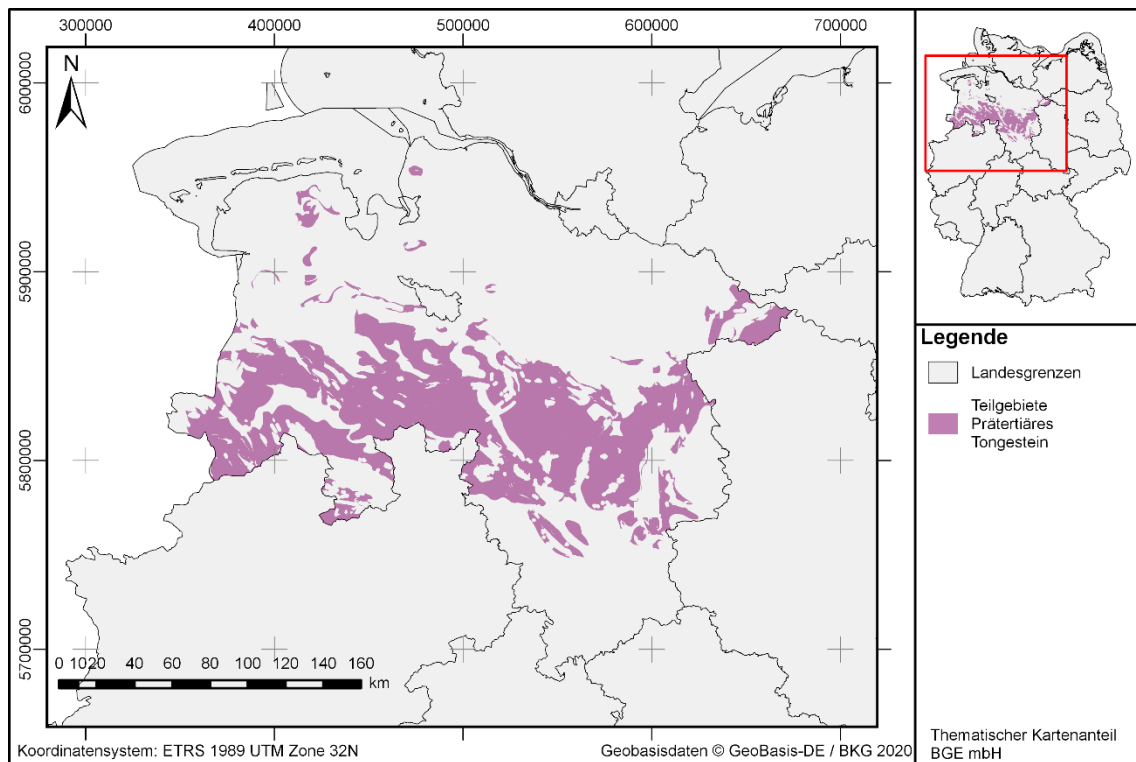 300000 400000 500000 600000 700000
N
6000000
5900000
5800000
5700000
0 10 20 40 60 80 100 120 140 160
km
Koordinatensystem: ETRS 1989 UTM Zone 32N
Geobasisdaten © GeoBasis-DE / BKG 2020
Legende
Landesgrenzen
Teilgebiete
Prätertiäres
Tongestein
Thematischer Kartenanteil
BGE mbH